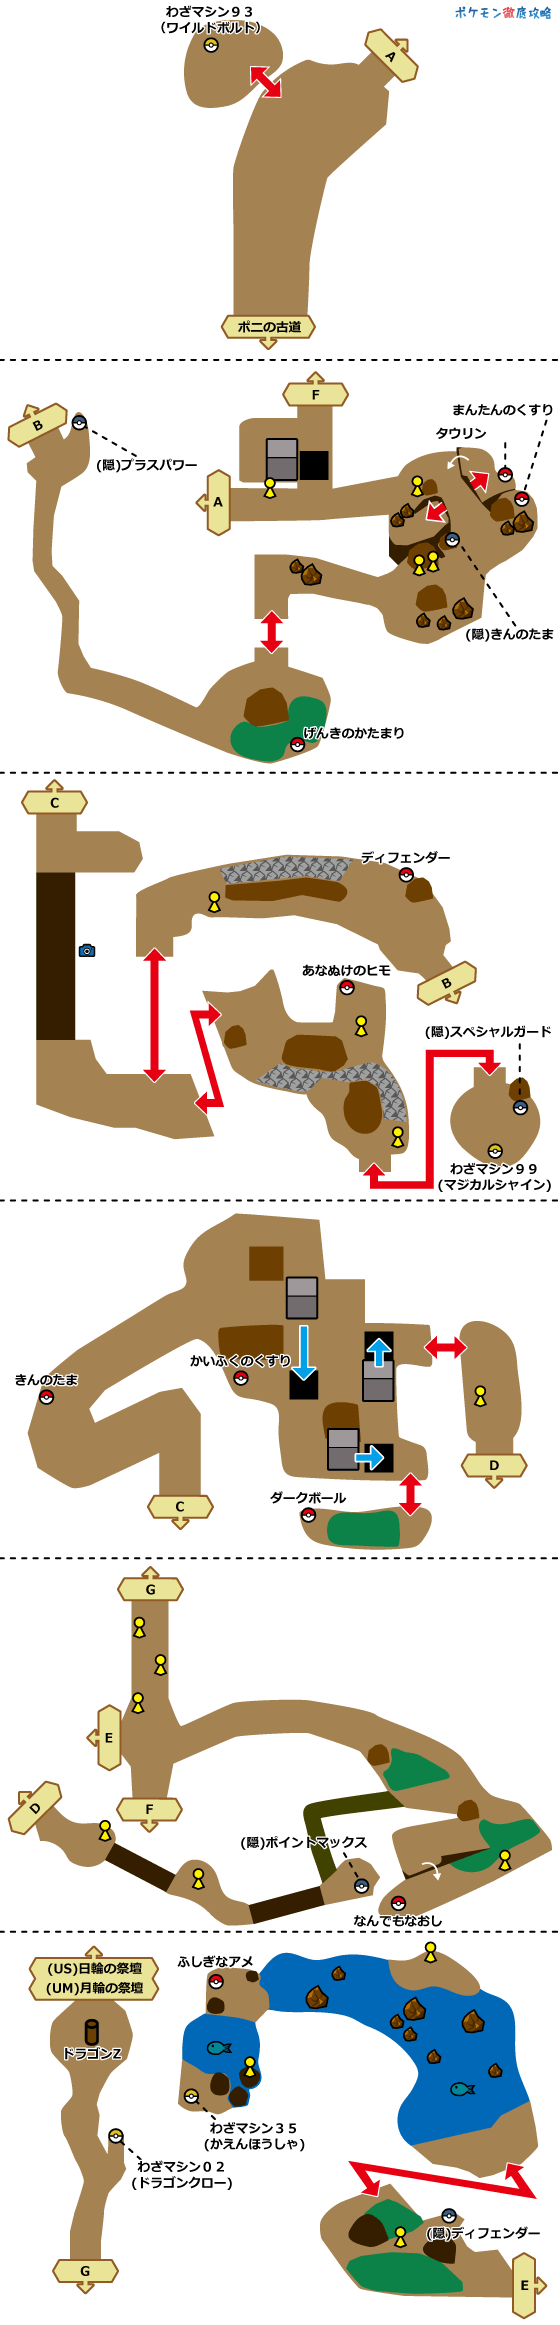 ポケモン徹底攻略
わざマシン９３
(ワイルドボルト)
A
ポニの古道
F
B
まんたんのくすり
タウリン
(隠)プラスパワー
A
(隠)きんのたま
げんきのかたまり
C
ディフェンダー
あなぬけのヒモ
B
(隠)スペシャルガード
わざマシン９９
(マジカルシャイン)
かいふくのくすり
きんのたま
D
ダークボール
C
G
E
D
F
(隠)ポイントマックス
なんでもなおし
(US)日輪の祭壇
(UM)月輪の祭壇
ふしぎなアメ
ドラゴンZ
わざマシン３５
(かえんほうしゃ)
わざマシン０２
(ドラゴンクロー)
(隠)ディフェンダー
G
E